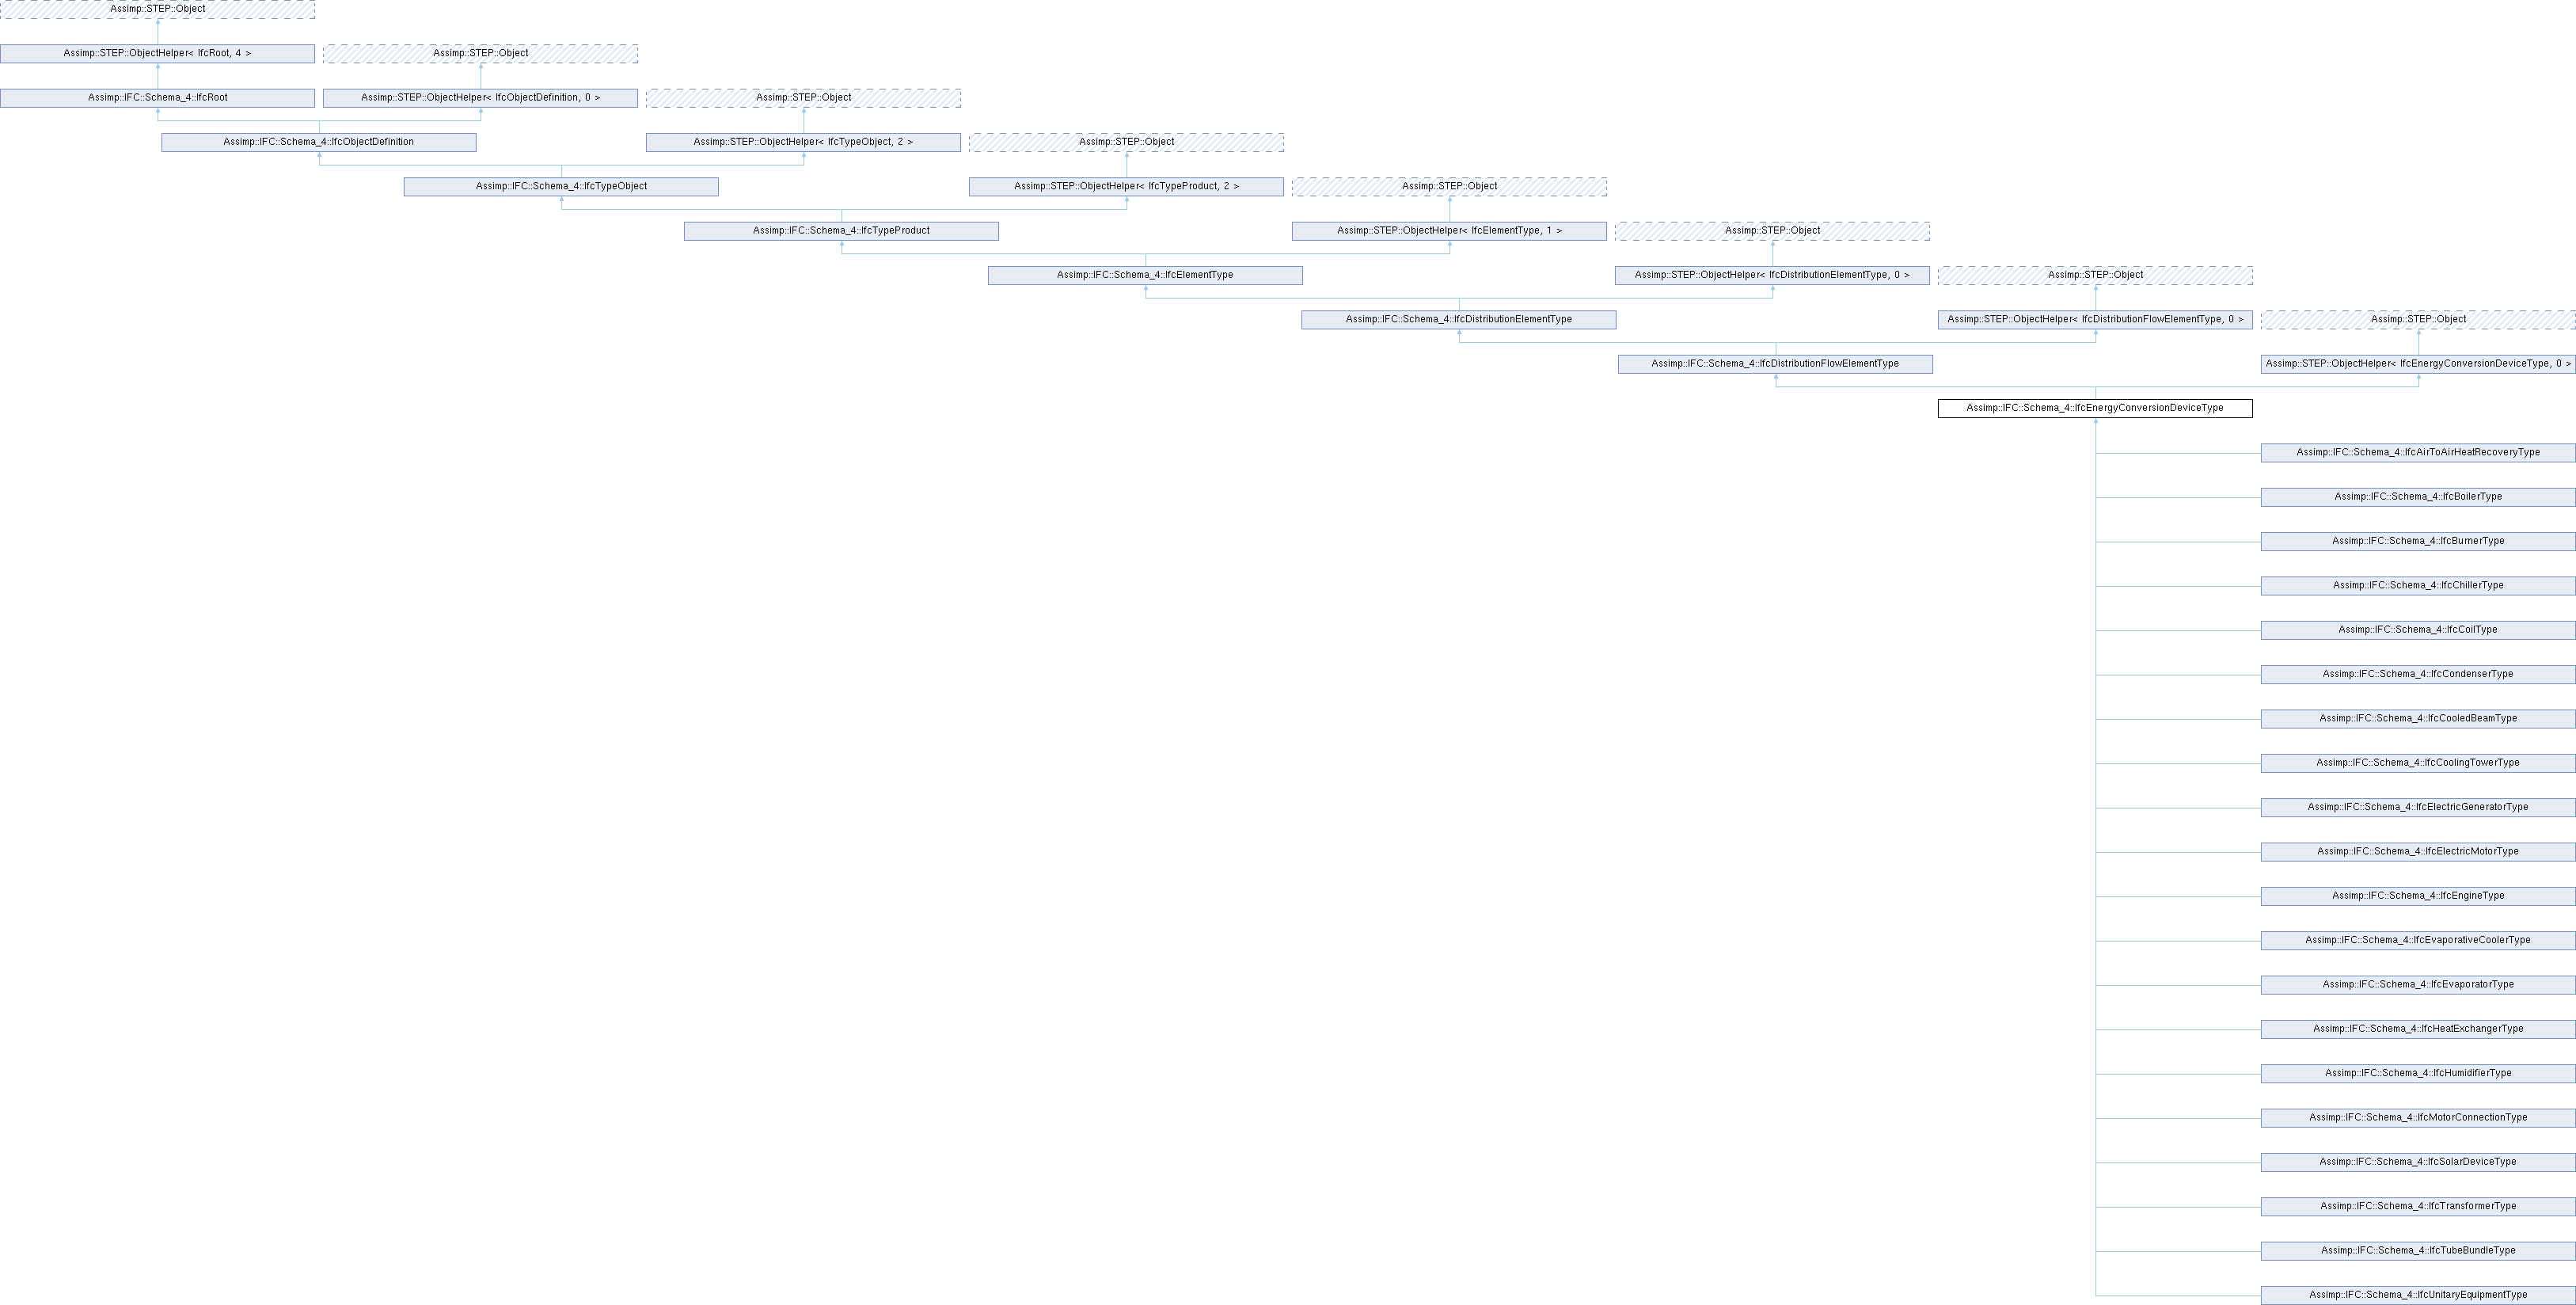 Assimp::STEP::Object
Assimp::STEP::ObjectHelper< IfcRoot, 4 >
Assimp::STEP::Object
Assimp::IFC::Schema_4::IfcRoot
Assimp::STEP::ObjectHelper< IfcObjectDefinition, 0 >
Assimp::STEP::Object
Assimp::IFC::Schema_4::IfcObjectDefinition
Assimp::STEP::ObjectHelper< IfcTypeObject, 2 >
Assimp::STEP::Object
Assimp::IFC::Schema_4::IfcTypeObject
Assimp::STEP::ObjectHelper< IfcTypeProduct, 2 >
Assimp::STEP::Object
Assimp::IFC::Schema_4::IfcTypeProduct
Assimp::STEP::ObjectHelper< IfcElementType, 1 >
Assimp::STEP::Object
Assimp::IFC::Schema_4::IfcElementType
Assimp::STEP::ObjectHelper< IfcDistributionElementType, 0 >
Assimp::STEP::Object
Assimp::IFC::Schema_4::IfcDistributionElementType
Assimp::STEP::ObjectHelper< IfcDistributionFlowElementType, 0 >
Assimp::STEP::Object
Assimp::IFC::Schema_4::IfcDistributionFlowElementType
Assimp::STEP::ObjectHelper< IfcEnergyConversionDeviceType, 0 >
Assimp::IFC::Schema_4::IfcEnergyConversionDeviceType
Assimp::IFC::Schema_4::IfcAirToAirHeatRecoveryType
Assimp::IFC::Schema_4::IfcBoilerType
Assimp::IFC::Schema_4::IfcBurnerType
Assimp::IFC::Schema_4::IfcChillerType
Assimp::IFC::Schema_4::IfcCoilType
Assimp::IFC::Schema_4::IfcCondenserType
Assimp::IFC::Schema_4::IfcCooledBeamType
Assimp::IFC::Schema_4::IfcCoolingTowerType
Assimp::IFC::Schema_4::IfcElectricGeneratorType
Assimp::IFC::Schema_4::IfcElectricMotorType
Assimp::IFC::Schema_4::IfcEngineType
Assimp::IFC::Schema_4::IfcEvaporativeCoolerType
Assimp::IFC::Schema_4::IfcEvaporatorType
Assimp::IFC::Schema_4::IfcHeatExchangerType
Assimp::IFC::Schema_4::IfcHumidifierType
Assimp::IFC::Schema_4::IfcMotorConnectionType
Assimp::IFC::Schema_4::IfcSolarDeviceType
Assimp::IFC::Schema_4::IfcTransformerType
Assimp::IFC::Schema_4::IfcTubeBundleType
Assimp::IFC::Schema_4::IfcUnitaryEquipmentType